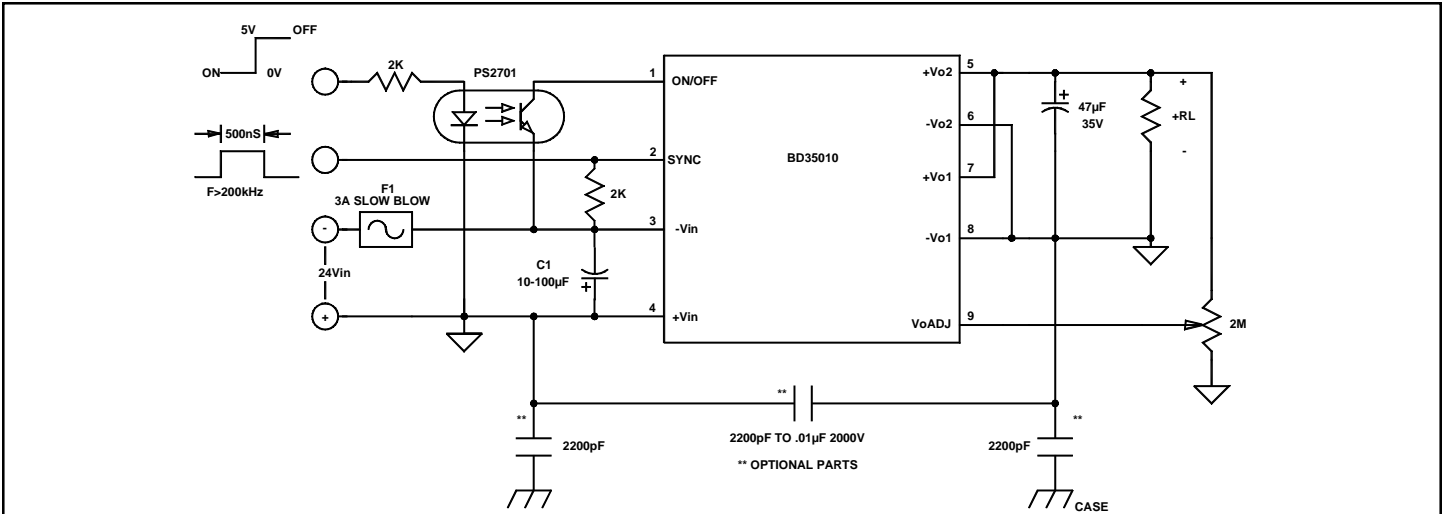 5V OFF
ON 0V
2K
PS2701
1 ON/OFF
500nS
F>200kHz
2 SYNC
2K
F1
3A SLOW BLOW
-
3 -Vin
24Vin
C1
10-100µF
+
+
4 +Vin
BD35010
+Vo2 5
-Vo2 6
+Vo1 7
-Vo1 8
VoADJ 9
+
47µF
35V
+
+RL
-
2M
**
2200pF
**
2200pF TO .01µF 2000V
** OPTIONAL PARTS
**
2200pF
CASE